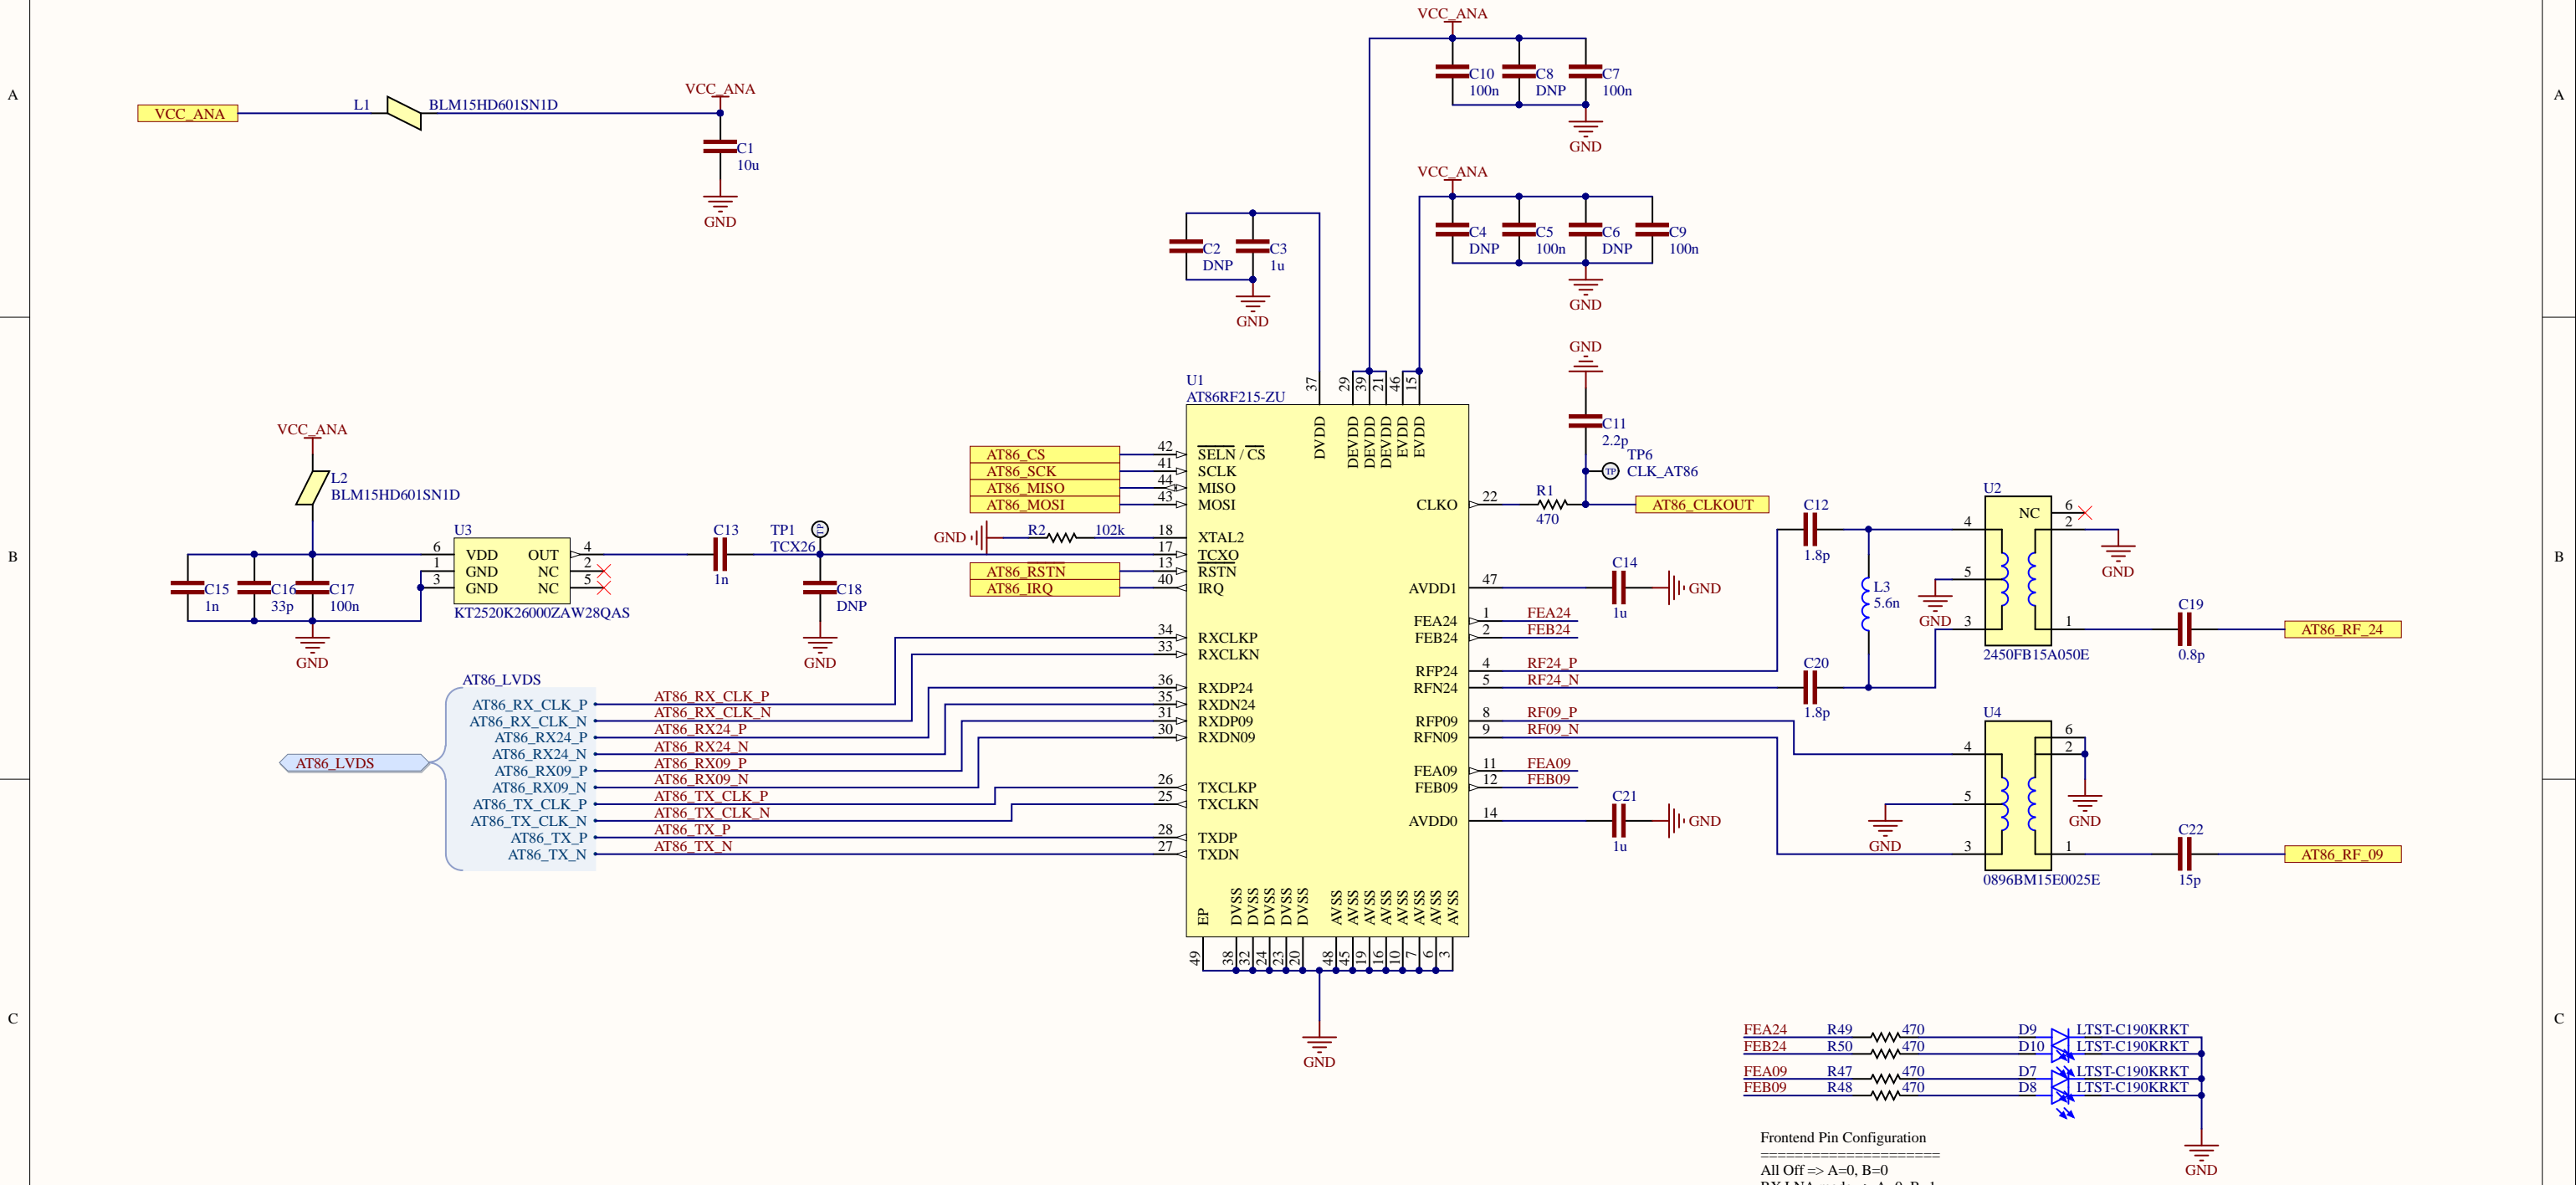 A
A
B
B
C
C
VCC_ANA
L1
BLM15HD601SN1D
VCC_ANA
C1
10u
GND
VCC_ANA
C10
100n
C8
DNP
C7
100n
GND
VCC_ANA
C4
DNP
C5
100n
C6
DNP
C9
100n
GND
C2
DNP
C3
1u
GND
GND
C11
2.2p
TP6
TP
CLK_AT86
R1
470
AT86_CLKOUT
VCC_ANA
L2
BLM15HD601SN1D
C15
1n
C16
33p
C17
100n
GND
U3
6 VDD OUT 4
1 GND NC 2
3 GND NC 5
KT2520K26000ZAW28QAS
C13
1n
TP1
TP
TCX26
C18
DNP
GND
GND
R2
102k
AT86_CS
AT86_SCK
AT86_MISO
AT86_MOSI
AT86_RSTN
AT86_IRQ
U1
AT86RF215-ZU
37 29 39 21 46 15
DVDD DEVDD DEVDD DEVDD EVDD EVDD
42 SELN / CS
41 SCLK
44 MISO
43 MOSI
18 XTAL2
17 TCXO
13 RSTN
40 IRQ
34 RXCLKP
33 RXCLKN
36 RXDP24
35 RXDN24
31 RXDP09
30 RXDN09
26 TXCLKP
25 TXCLKN
28 TXDP
27 TXDN
CLKO 22
AVDD1 47
FEA24 1 FEA24
FEB24 2 FEB24
RFP24 4 RF24_P
RFN24 5 RF24_N
RFP09 8 RF09_P
RFN09 9 RF09_N
FEA09 11 FEA09
FEB09 12 FEB09
AVDD0 14
EP DVSS DVSS DVSS DVSS DVSS AVSS AVSS AVSS AVSS AVSS AVSS AVSS AVSS
49 38 32 24 23 20 48 45 19 16 10 7 6 3
GND
C14
1u
GND
C21
1u
GND
AT86_LVDS
AT86_LVDS
AT86_RX_CLK_P AT86_RX_CLK_P
AT86_RX_CLK_N AT86_RX_CLK_N
AT86_RX24_P AT86_RX24_P
AT86_RX24_N AT86_RX24_N
AT86_RX09_P AT86_RX09_P
AT86_RX09_N AT86_RX09_N
AT86_TX_CLK_P AT86_TX_CLK_P
AT86_TX_CLK_N AT86_TX_CLK_N
AT86_TX_P AT86_TX_P
AT86_TX_N AT86_TX_N
C12
1.8p
L3
5.6n
C20
1.8p
GND
U2
4 NC 6
2
5
3 1
2450FB15A050E
GND
C19
0.8p
AT86_RF_24
U4
4 6
2
5
3 1
0896BM15E0025E
GND
GND
C22
15p
AT86_RF_09
FEA24 R49 470 D9 LTST-C190KRKT
FEB24 R50 470 D10 LTST-C190KRKT
FEA09 R47 470 D7 LTST-C190KRKT
FEB09 R48 470 D8 LTST-C190KRKT
GND
Frontend Pin Configuration
=====================
All Off => A=0, B=0